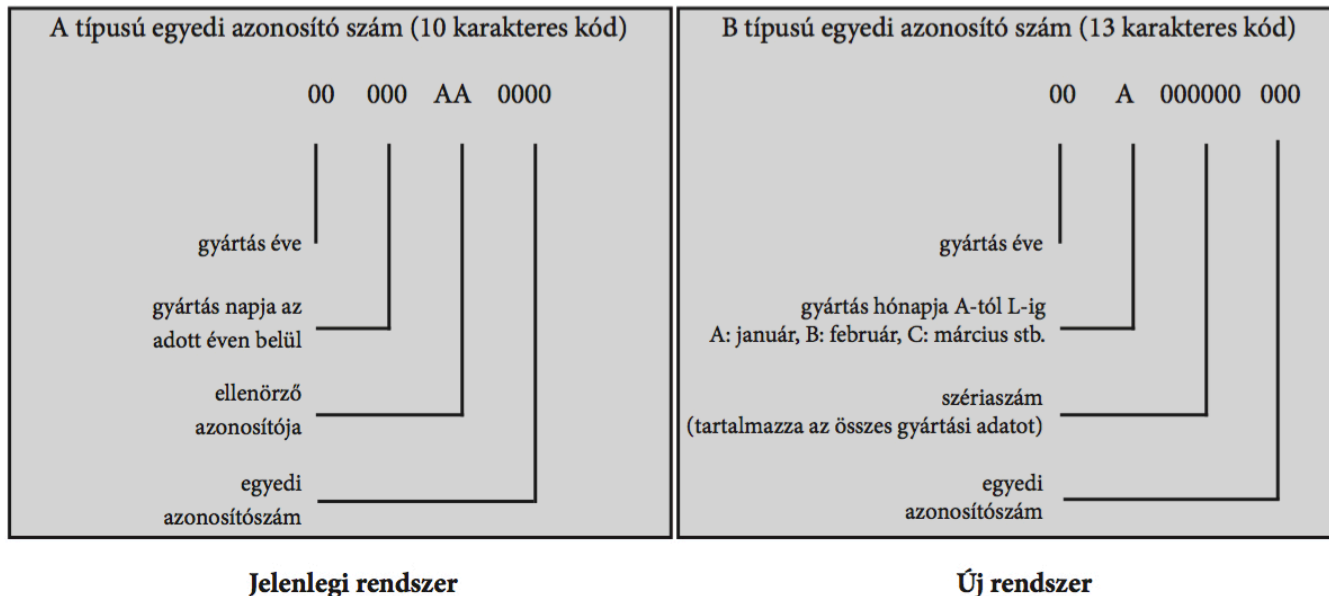 A típusú egyedi azonosító szám (10 karakteres kód)
00 000 AA 0000
gyártás éve
gyártás napja az
adott éven belül
ellenörző
azonosítója
egyedi
azonosítószám
Jelenlegi rendszer
B típusú egyedi azonosító szám (13 karakteres kód)
00 A 000000 000
gyártás éve
gyártás hónapja A-tól L-ig
A: január, B: február, C: március stb.
szériaszám
(tartalmazza az összes gyártási adatot)
egyedi
azonosítószám
Új rendszer